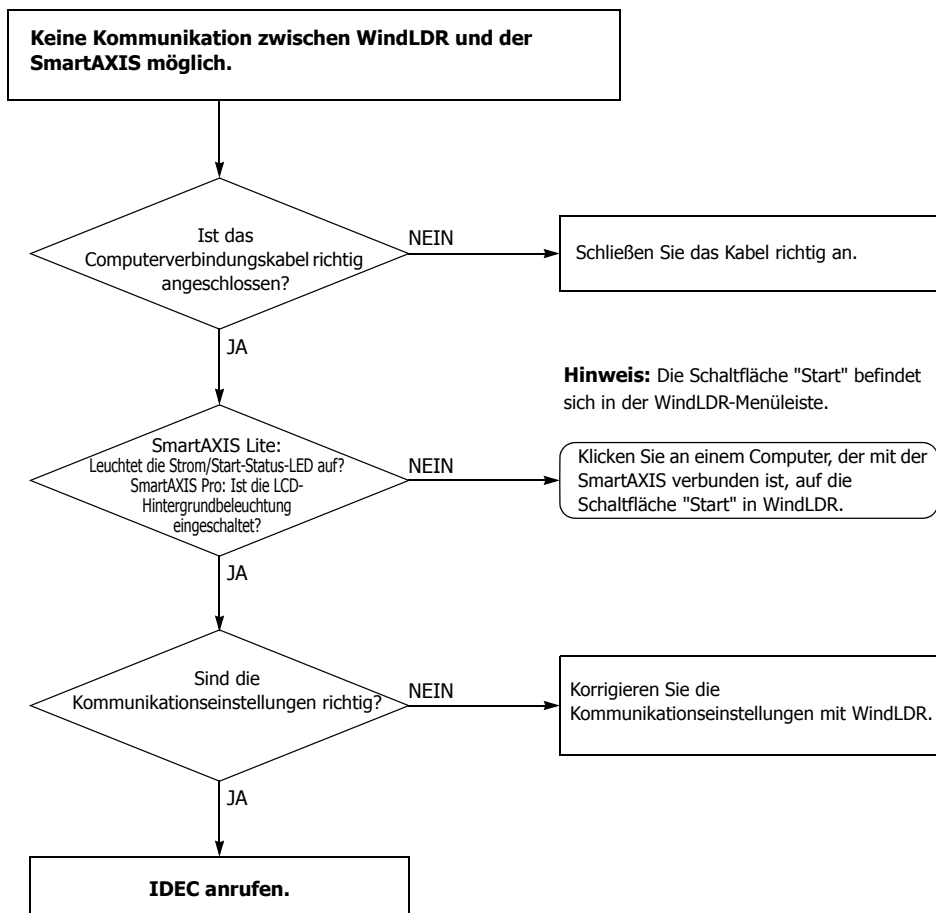 Keine Kommunikation zwischen WindLDR und der
SmartAXIS möglich.
Ist das
Computerverbindungskabel richtig
angeschlossen?
NEIN
Schließen Sie das Kabel richtig an.
JA
Hinweis: Die Schaltfläche "Start" befindet
sich in der WindLDR-Menüleiste.
SmartAXIS Lite:
Leuchtet die Strom/Start-Status-LED auf?
SmartAXIS Pro: Ist die LCD-
Hintergrundbeleuchtung
eingeschaltet?
NEIN
Klicken Sie an einem Computer, der mit der
SmartAXIS verbunden ist, auf die
Schaltfläche "Start" in WindLDR.
JA
Sind die
Kommunikationseinstellungen richtig?
NEIN
Korrigieren Sie die
Kommunikationseinstellungen mit WindLDR.
JA
IDEC anrufen.